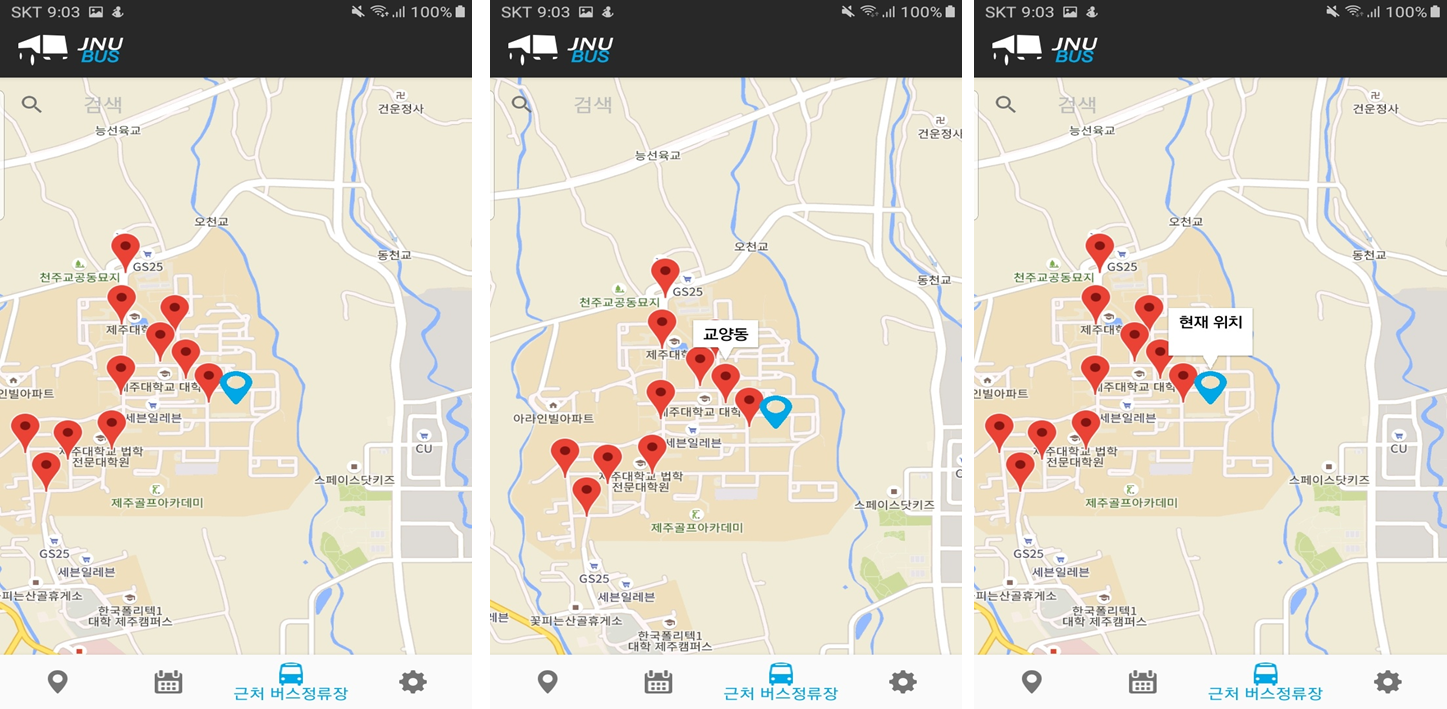 SKT 9:03 100%
JNU
BUS
검색
건운정사
능선육교
오천교
동천교
GS25
천주교공동묘지
제주대학
제주대학교 대학
인빌아파트
세븐일레븐
CU
제주대학교 법학
전문대학원
스페이스닷키즈
제주골프아카데미
GS25
세븐일레븐
피는산골휴게소
한국폴리텍1
대학 제주캠퍼스
근처 버스정류장
SKT 9:03 100%
JNU
BUS
검색
건운정사
능선육교
오천교
동천교
GS25
천주교공동묘지
교양동
제주대학
제주대학교 대학
아라인빌아파트
세븐일레븐
제주대학교 법학
전문대학원
스페이스닷키즈
제주골프아카데미
GS25
세븐일레븐
레븐
꽃피는산골휴게소
한국폴리텍1
대학 제주캠퍼스
근처 버스정류장
SKT 9:03 100%
JNU
BUS
검색
건운정사
능선육교
오천교
동천교
GS25
천주교공동묘지
현재 위치
제주대학
제주대학교 대학
인빌아파트
세븐일레븐
CU
제주대학교 법학
전문대학원
스페이스닷키즈
제주골프아카데미
GS25
세븐일레븐
피는산골휴게소
한국폴리텍1
대학 제주캠퍼스
근처 버스정류장